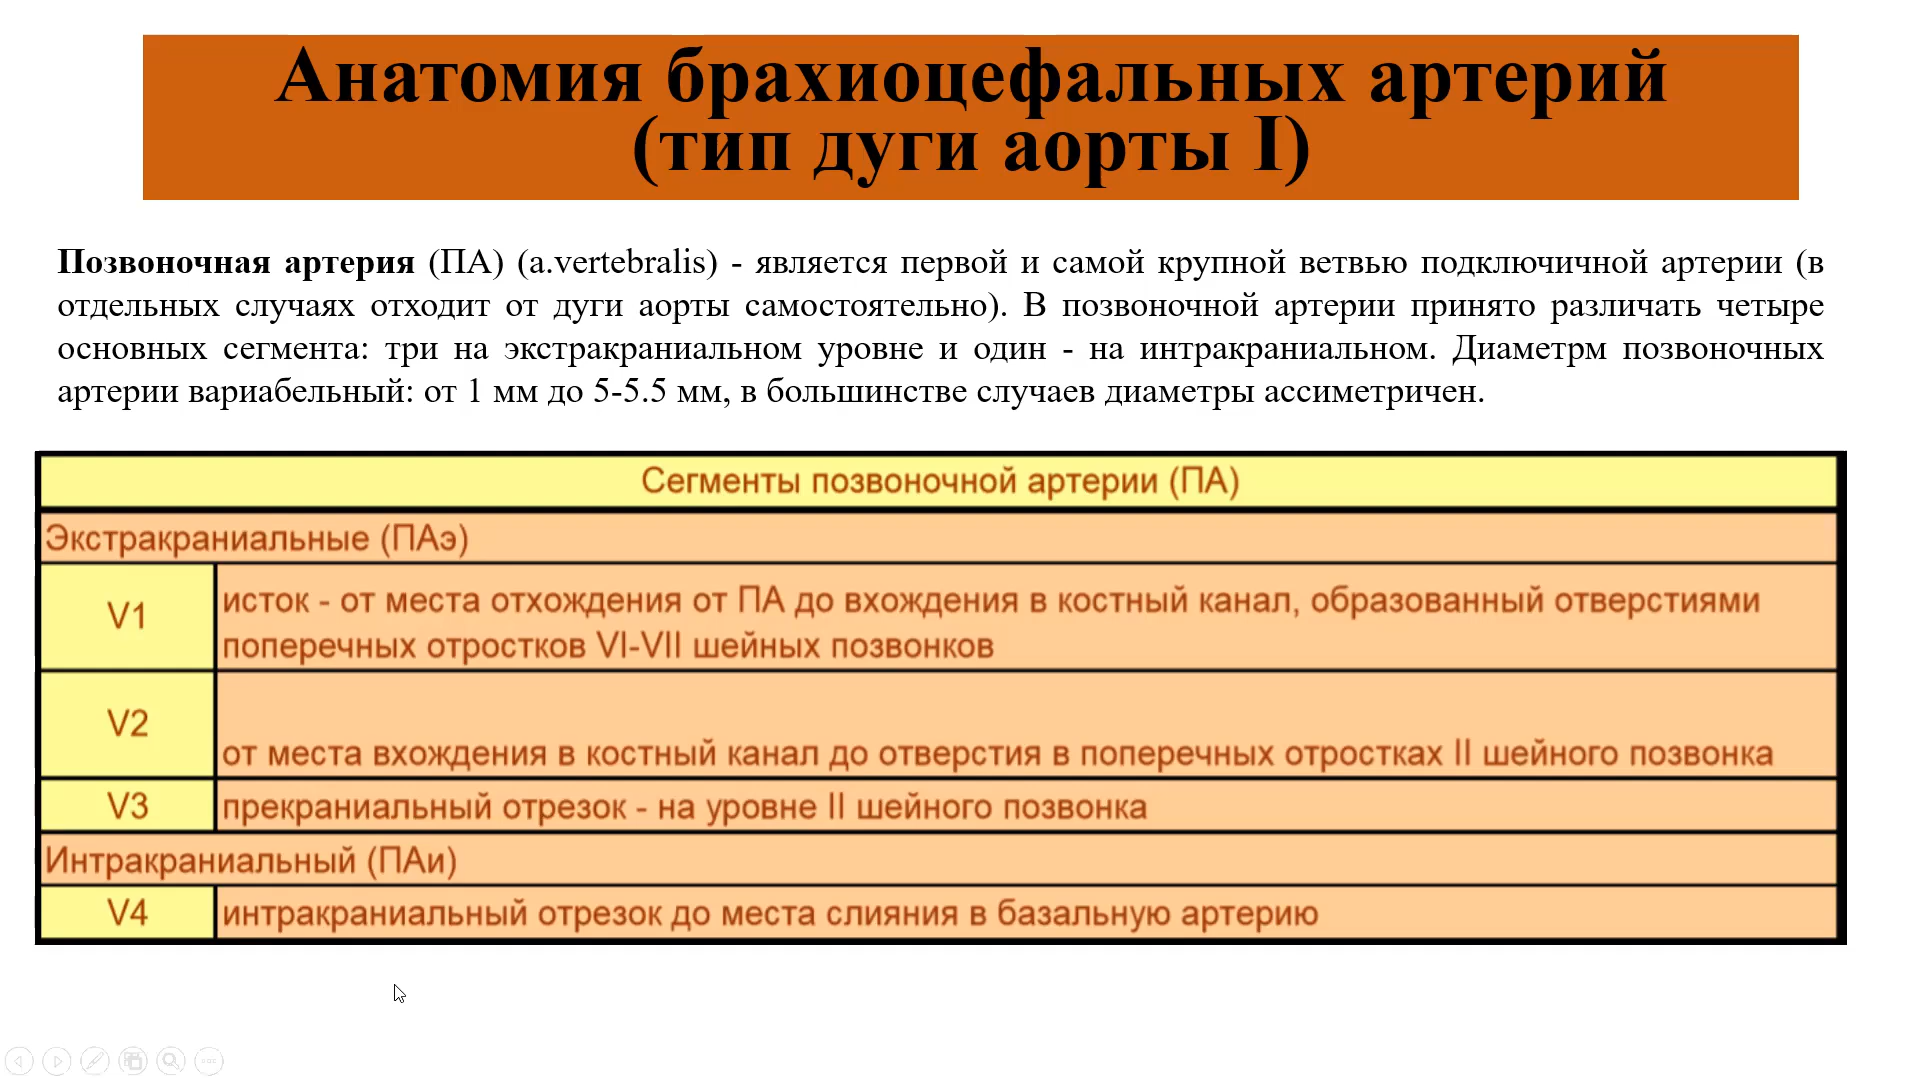 Анатомия брахиоцефальных артерий
(тип дуги аорты I)
Позвоночная артерия (ПА) (a.vertebralis) - является первой и самой крупной ветвью подключичной артерии (в
отдельных случаях отходит от дуги аорты самостоятельно). В позвоночной артерии принято различать четыре
основных сегмента: три на экстракраниальном уровне и один - на интракраниальном. Диаметрм позвоночных
артерии вариабельный: от 1 мм до 5-5.5 мм, в большинстве случаев диаметры ассиметричен.
Сегменты позвоночной артерии (ПА)
Экстракраниальные (ПАэ)
V1
исток - от места отхождения от ПА до вхождения в костный канал, образованный отверстиями
поперечных отростков VI-VII шейных позвонков
V2
от места вхождения в костный канал до отверстия в поперечных отростках II шейного позвонка
V3
прекраниальный отрезок - на уровне II шейного позвонка
Интракраниальный (ПАи)
V4
интракраниальный отрезок до места слияния в базальную артерию